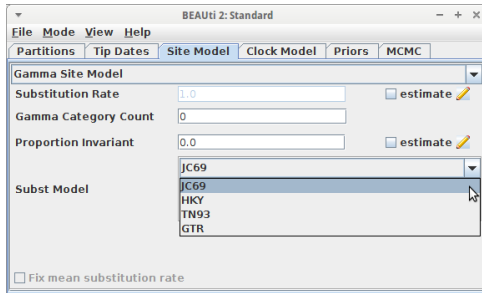 BEAUti 2: Standard
File Mode View Help
Partitions Tip Dates Site Model Clock Model Priors MCMC
Gamma Site Model
Substitution Rate 1.0 estimate
Gamma Category Count 0
Proportion Invariant 0.0 estimate
JC69
Subst Model JC69
HKY
TN93
GTR
Fix mean substitution rate